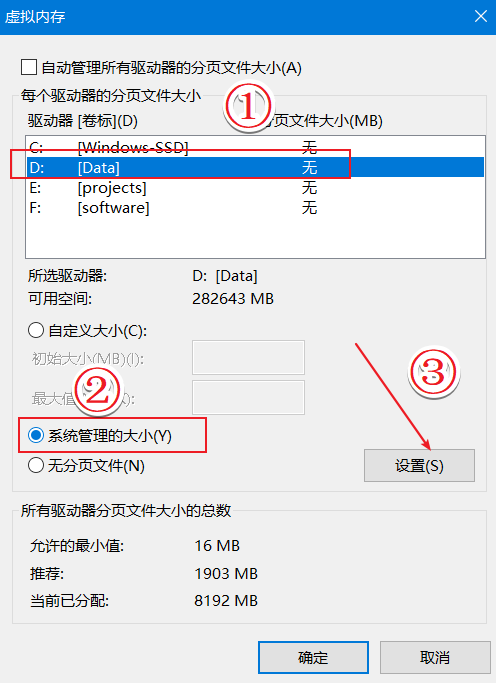 虚拟内存
自动管理所有驱动器的分页文件大小(A)
每个驱动器的分页文件大小
①
驱动器 [卷标](D) 分页文件大小(MB)
C: [Windows-SSD] 无
D: [Data] 无
E: [projects] 无
F: [software] 无
所选驱动器: D: [Data]
可用空间: 282643 MB
自定义大小(C):
初始大小(MB)(I):
最大值
②
③
系统管理的大小(Y)
无分页文件(N)
设置(S)
所有驱动器分页文件大小的总数
允许的最小值: 16 MB
推荐: 1903 MB
当前已分配: 8192 MB
确定 取消